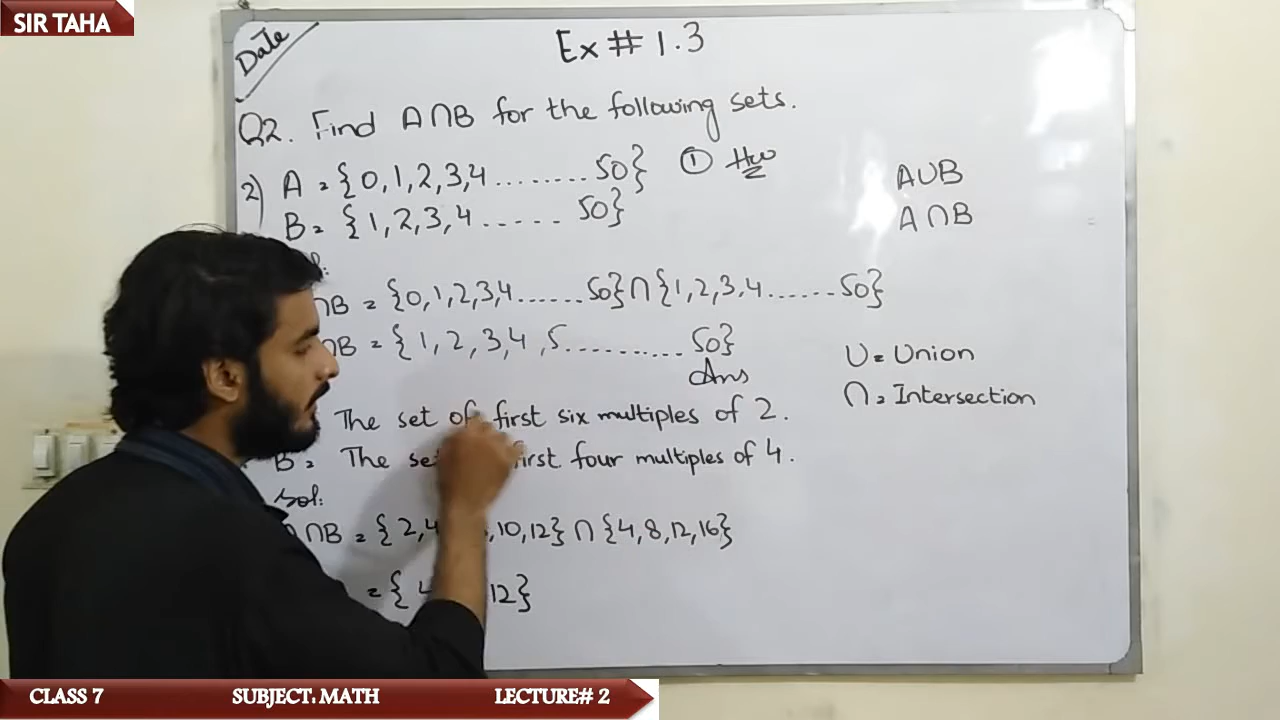 SIR TAHA
Date
Ex # 1.3
Q2. Find A∩B for the following sets.
2) A = {0,1,2,3,4 ........ 50} ① Hw
B = {1,2,3,4 ...... 50}
∩B = {0,1,2,3,4 ...... 50} ∩ {1,2,3,4 ...... 50}
∩B = {1,2,3,4,5 .......... 50}
Ans
The set of first six multiples of 2.
B = The set first four multiples of 4.
Sol:
∩B = {2,4 ,10,12} ∩ {4,8,12,16}
= {4 12}
A∪B
A∩B
∪ = Union
∩ = Intersection
CLASS 7 SUBJECT: MATH LECTURE# 2